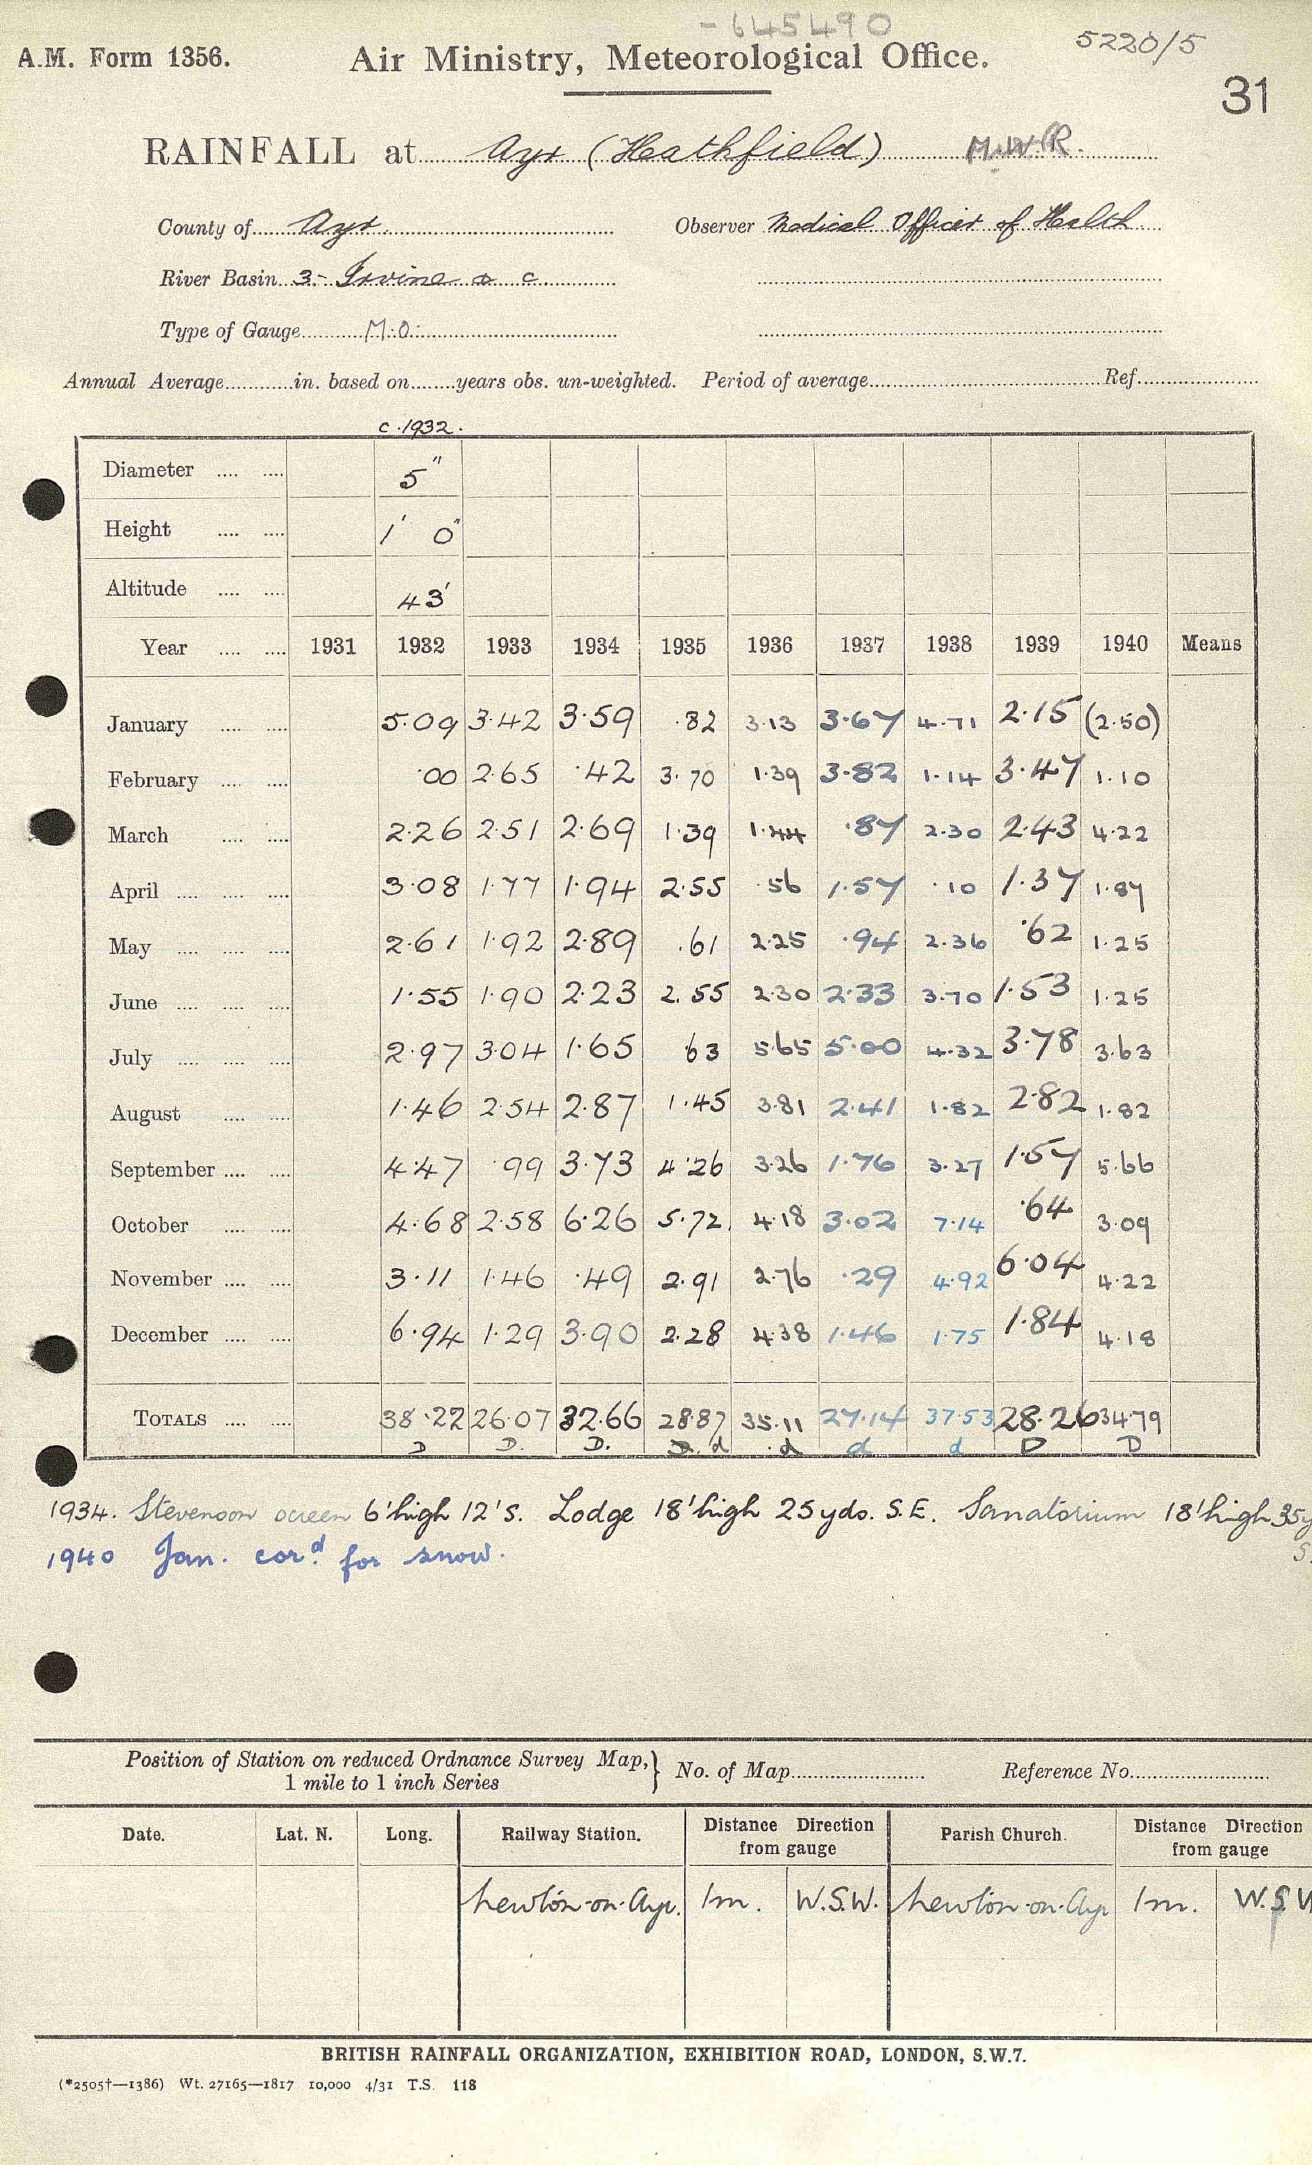 -645490
5220/5
A.M. Form 1356. Air Ministry, Meteorological Office.
31
RAINFALL at Ayr (Heathfield) M.W.R.
County of Ayr. Observer Medical Officer of Health
River Basin 3- Irvine & c
Type of Gauge M.O.
Annual Average in. based on years obs. un-weighted. Period of average Ref.
c.1932.
Diameter 5"
Height 1' 0"
Altitude 43'
Year 1931 1932 1933 1934 1935 1936 1937 1938 1939 1940 Means
January 5.09 3.42 3.59 .82 3.13 3.67 4.71 2.15 (2.50)
February .00 2.65 .42 3.70 1.39 3.82 1.14 3.47 1.10
March 2.26 2.51 2.69 1.39 1.44 .87 2.30 2.43 4.22
April 3.08 1.77 1.94 2.55 .56 1.57 .10 1.37 1.87
May 2.61 1.92 2.89 .61 2.25 .94 2.36 .62 1.25
June 1.55 1.90 2.23 2.55 2.30 2.33 3.70 1.53 1.25
July 2.97 3.04 1.65 .63 5.65 5.00 4.32 3.78 3.63
August 1.46 2.54 2.87 1.45 3.81 2.41 1.82 2.82 1.82
September 4.47 .99 3.73 4.26 3.26 1.76 3.27 1.57 5.66
October 4.68 2.58 6.26 5.72 4.18 3.02 7.14 .64 3.09
November 3.11 1.46 .49 2.91 2.76 .29 4.92 6.04 4.22
December 6.94 1.29 3.90 2.28 4.38 1.46 1.75 1.84 4.18
TOTALS 38.22 26.07 32.66 28.87 35.11 27.14 37.53 28.26 34.79
D D. D. D. d d d d D D
1934. Stevenson screen 6' high 12' S. Lodge 18' high 25 yds. S.E. Sanatorium 18' high 35 y
S.
1940 Jan. cord. for snow.
Position of Station on reduced Ordnance Survey Map, 1 mile to 1 inch Series } No. of Map Reference No.
Date. Lat. N. Long. Railway Station. Distance Direction from gauge Parish Church. Distance Direction from gauge
Newton-on-Ayr. 1m. W.S.W. Newton-on-Ayr 1m. W.S.W
BRITISH RAINFALL ORGANIZATION, EXHIBITION ROAD, LONDON, S.W.7.
(*2505†—1386) Wt. 27165—1817 10,000 4/31 T.S. 118